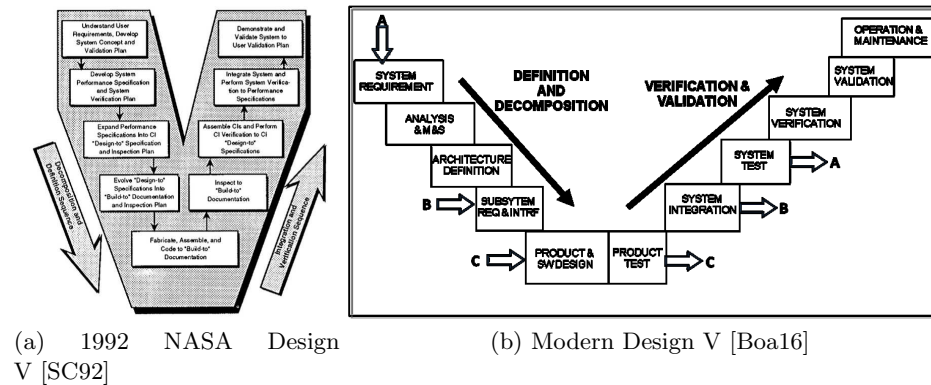 Understand User
Requirements, Develop
System Concept and
Validation Plan
Develop System
Performance Specification
and System
Verification Plan
Expand Performance
Specifications Into CI
"Design-to" Specification
and Inspection Plan
Evolve "Design-to"
Specifications Into
"Build-to" Documentation
and Inspection Plan
Fabricate, Assemble, and
Code to "Build-to"
Documentation
Inspect to
"Build-to"
Documentation
Assemble CIs and Perform
CI Verification to CI
"Design-to"
Specifications
Integrate System and
Perform System Verifica-
tion to Performance
Specifications
Demonstrate and
Validate System to
User Validation Plan
Decomposition and
Definition Sequence
Integration and
Verification Sequence
(a) 1992 NASA Design
V [SC92]
A
SYSTEM
REQUIREMENT
ANALYSIS
& M&S
ARCHITECTURE
DEFINITION
B
SUBSYTEM
REQ & INTRF
C
PRODUCT &
SWDESIGN
PRODUCT
TEST
C
SYSTEM
INTEGRATION
B
SYSTEM
TEST
A
SYSTEM
VERIFICATION
SYSTEM
VALIDATION
OPERATION &
MAINTENANCE
DEFINITION
AND
DECOMPOSITION
VERIFICATION &
VALIDATION
(b) Modern Design V [Boa16]